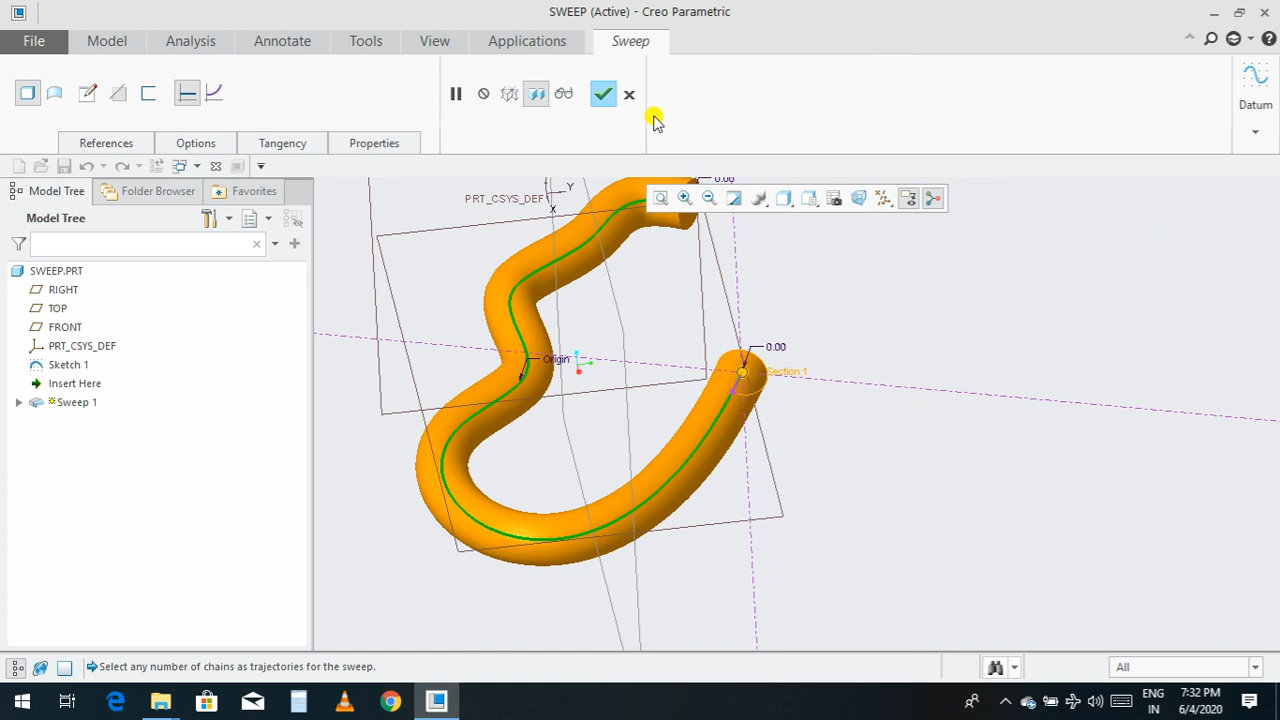 SWEEP (Active) - Creo Parametric
File Model Analysis Annotate Tools View Applications Sweep
Datum
References Options Tangency Properties
Model Tree Folder Browser Favorites
Model Tree
SWEEP.PRT
RIGHT
TOP
FRONT
PRT_CSYS_DEF
Sketch 1
Insert Here
Sweep 1
0.00
Y
PRT_CSYS_DEF
X
0.00
Origin
Section 1
Select any number of chains as trajectories for the sweep.
All
ENG
IN
7:32 PM
6/4/2020